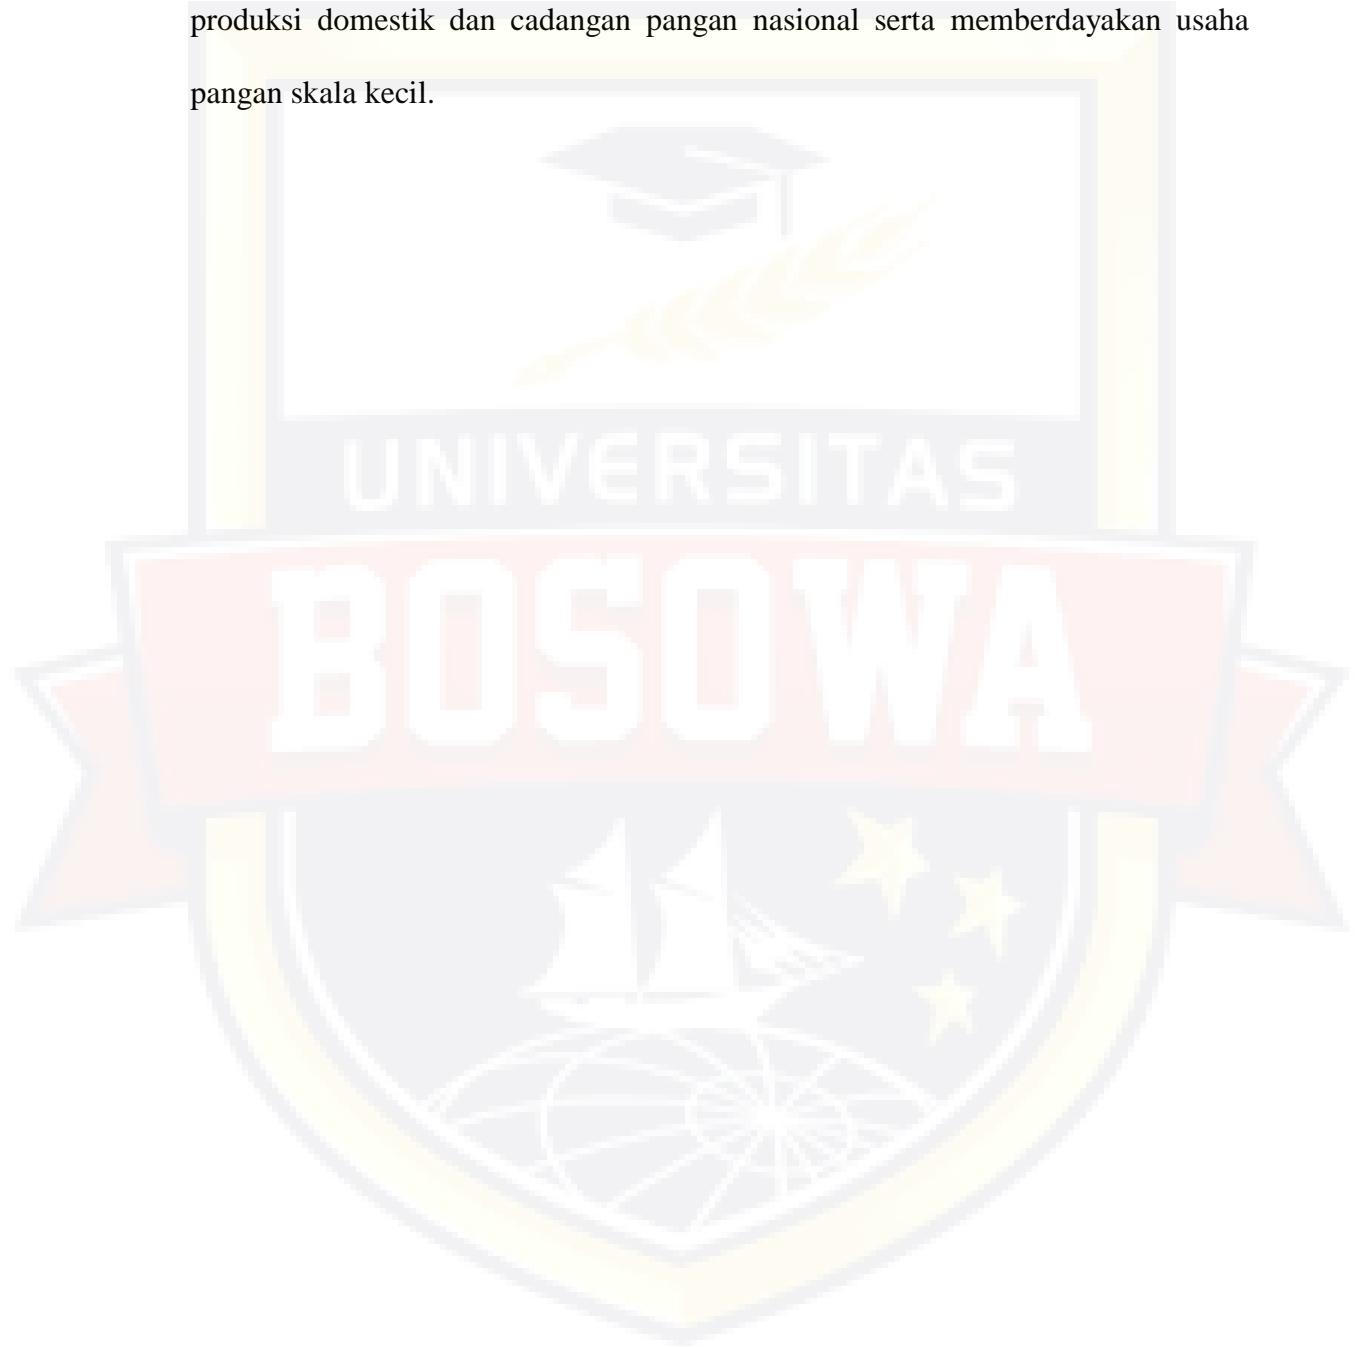 produksi domestik dan cadangan pangan nasional serta memberdayakan usaha
pangan skala kecil.
UNIVERSITAS
BOSOWA